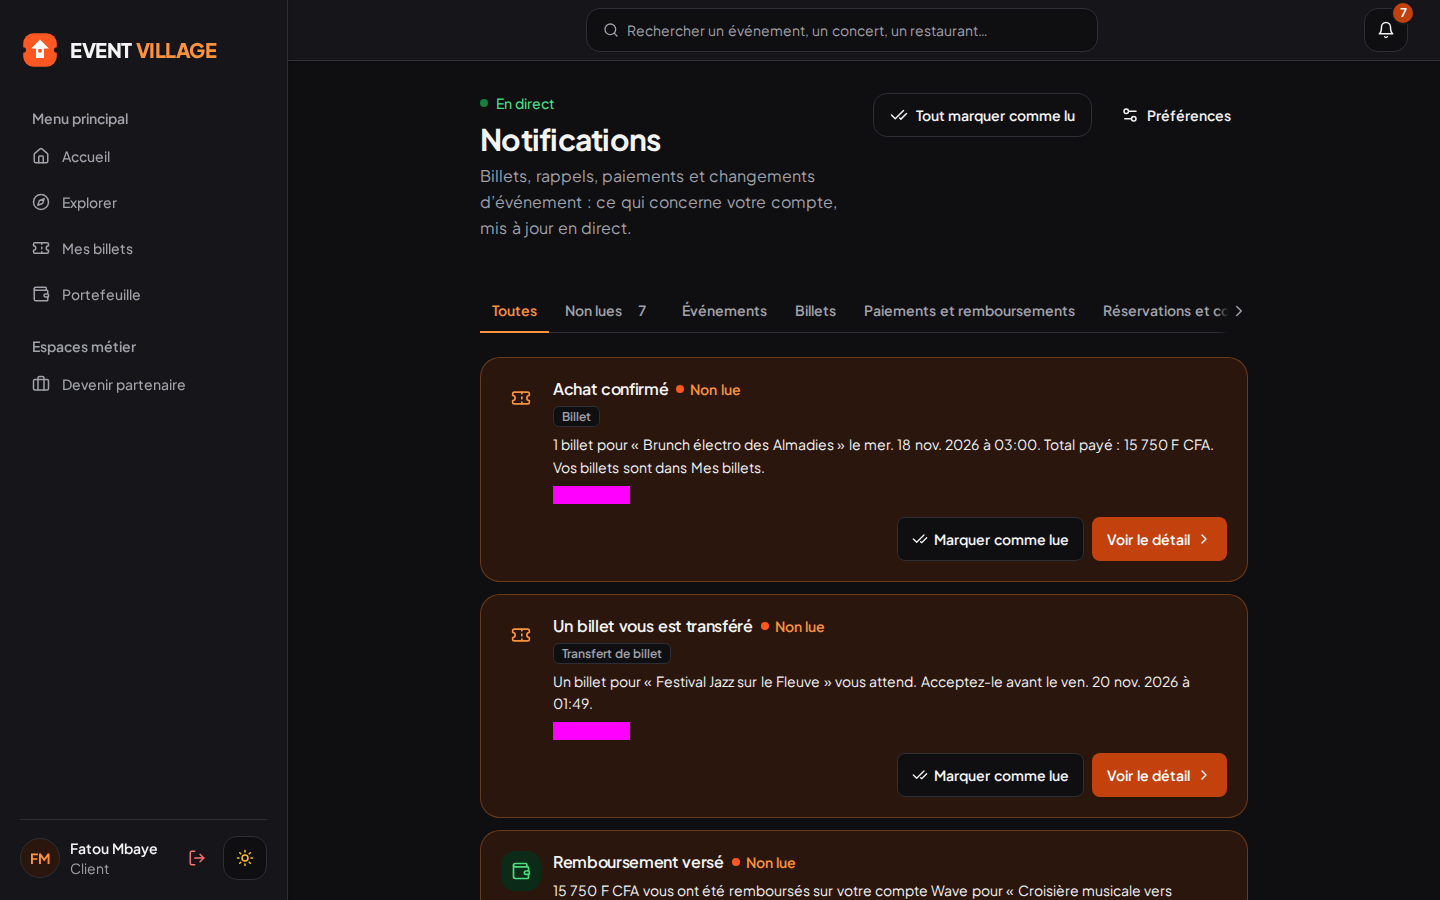 EVENT VILLAGE
Menu principal
Accueil
Explorer
Mes billets
Portefeuille
Espaces métier
Devenir partenaire
FM
Fatou Mbaye
Client
Rechercher un événement, un concert, un restaurant...
7
En direct
Notifications
Billets, rappels, paiements et changements
d’événement : ce qui concerne votre compte,
mis à jour en direct.
Tout marquer comme lu
Préférences
Toutes
Non lues 7
Événements
Billets
Paiements et remboursements
Réservations et
Achat confirmé
Non lue
Billet
1 billet pour « Brunch électro des Almadies » le mer. 18 nov. 2026 à 03:00. Total payé : 15 750 F CFA.
Vos billets sont dans Mes billets.
Marquer comme lue
Voir le détail
Un billet vous est transféré
Non lue
Transfert de billet
Un billet pour « Festival Jazz sur le Fleuve » vous attend. Acceptez-le avant le ven. 20 nov. 2026 à
01:49.
Marquer comme lue
Voir le détail
Remboursement versé
Non lue
15 750 F CFA vous ont été remboursés sur votre compte Wave pour « Croisière musicale vers